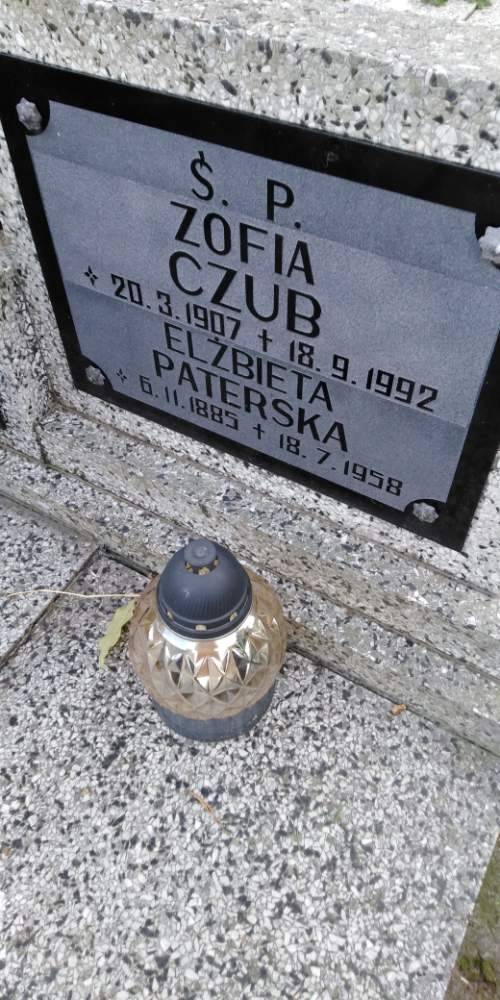 Ś. P.
ZOFIA
CZUB
20. 3. 1907 ✝ 18. 9. 1992
ELŻBIETA
PATERSKA
6. 11. 1885 ✝ 18. 7. 1958